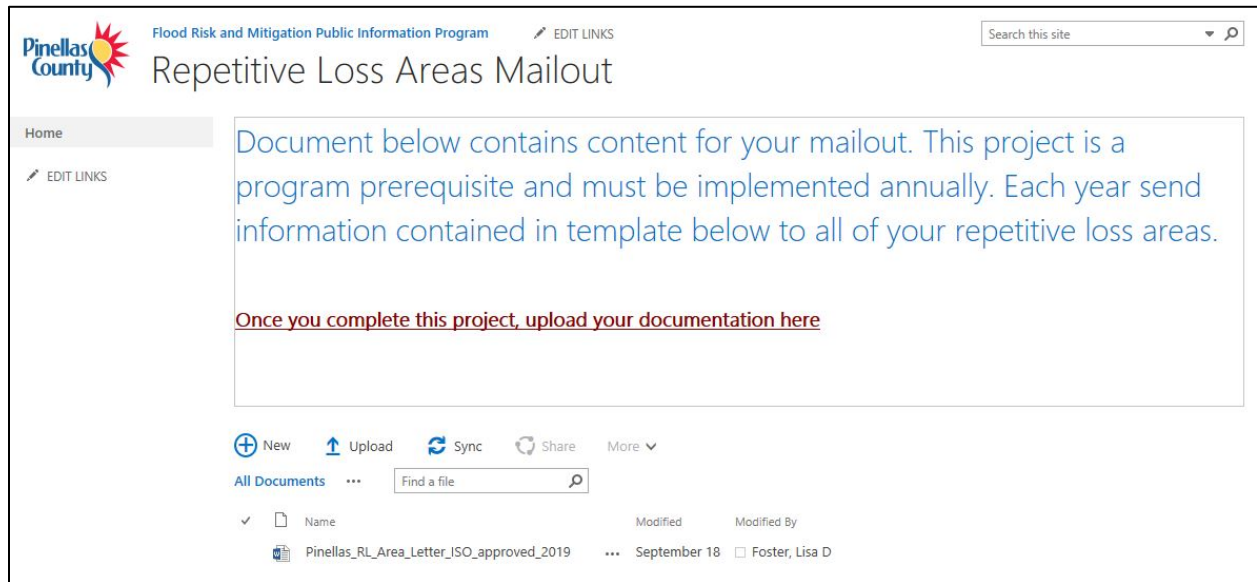 Pinellas
County
Flood Risk and Mitigation Public Information Program
EDIT LINKS
Search this site
Repetitive Loss Areas Mailout
Home
EDIT LINKS
Document below contains content for your mailout. This project is a
program prerequisite and must be implemented annually. Each year send
information contained in template below to all of your repetitive loss areas.
Once you complete this project, upload your documentation here
New Upload Sync Share More
All Documents ... Find a file
Name Modified Modified By
Pinellas_RL_Area_Letter_ISO_approved_2019 ... September 18 Foster, Lisa D